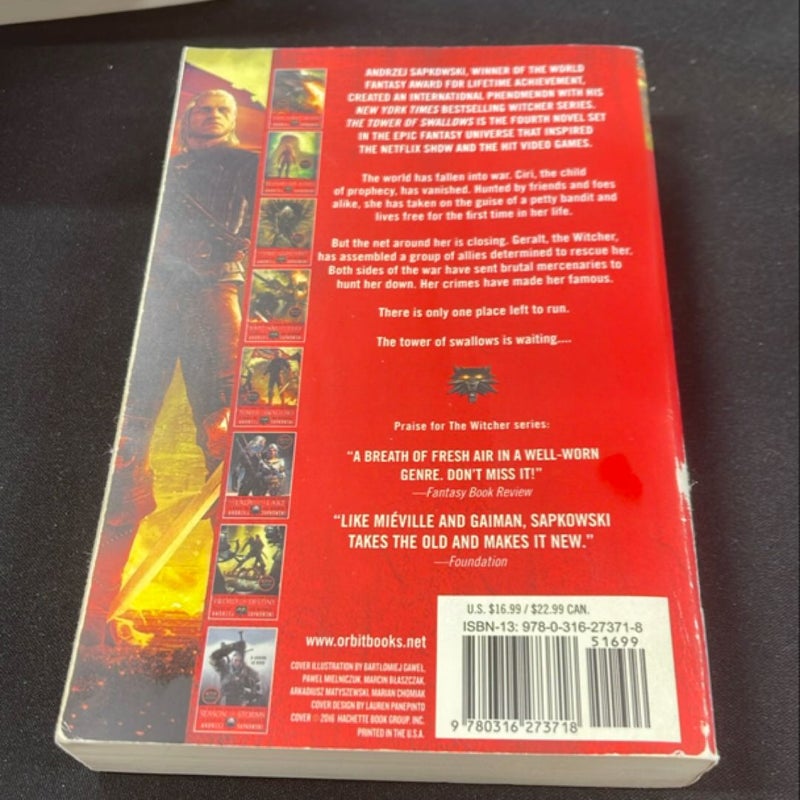 ANDRZEJ SAPKOWSKI, WINNER OF THE WORLD
FANTASY AWARD FOR LIFETIME ACHIEVEMENT,
CREATED AN INTERNATIONAL PHENOMENON WITH HIS
NEW YORK TIMES BESTSELLING WITCHER SERIES.
THE TOWER OF SWALLOWS IS THE FOURTH NOVEL SET
IN THE EPIC FANTASY UNIVERSE THAT INSPIRED
THE NETFLIX SHOW AND THE HIT VIDEO GAMES.
The world has fallen into war. Ciri, the child
of prophecy, has vanished. Hunted by friends and foes
alike, she has taken on the guise of a petty bandit and
lives free for the first time in her life.
But the net around her is closing. Geralt, the Witcher,
has assembled a group of allies determined to rescue her.
Both sides of the war have sent brutal mercenaries to
hunt her down. Her crimes have made her famous.
There is only one place left to run.
The tower of swallows is waiting....
Praise for The Witcher series:
“A BREATH OF FRESH AIR IN A WELL-WORN
GENRE. DON’T MISS IT!”
—Fantasy Book Review
“LIKE MIÉVILLE AND GAIMAN, SAPKOWSKI
TAKES THE OLD AND MAKES IT NEW.”
—Foundation
www.orbitbooks.net
COVER ILLUSTRATION BY BARTŁOMIEJ GAWEL,
PAWEL MIELNICZUK, MARCIN BŁASZCZAK,
ARKADIUSZ MATYSZEWSKI, MARIAN CHOMIAK
COVER DESIGN BY LAUREN PANEPINTO
COVER © 2016 HACHETTE BOOK GROUP, INC.
PRINTED IN THE U.S.A.
U.S. $16.99 / $22.99 CAN.
ISBN-13: 978-0-316-27371-8
51699
9 780316 273718
SEASON OF STORMS
ANDRZEJ SAPKOWSKI